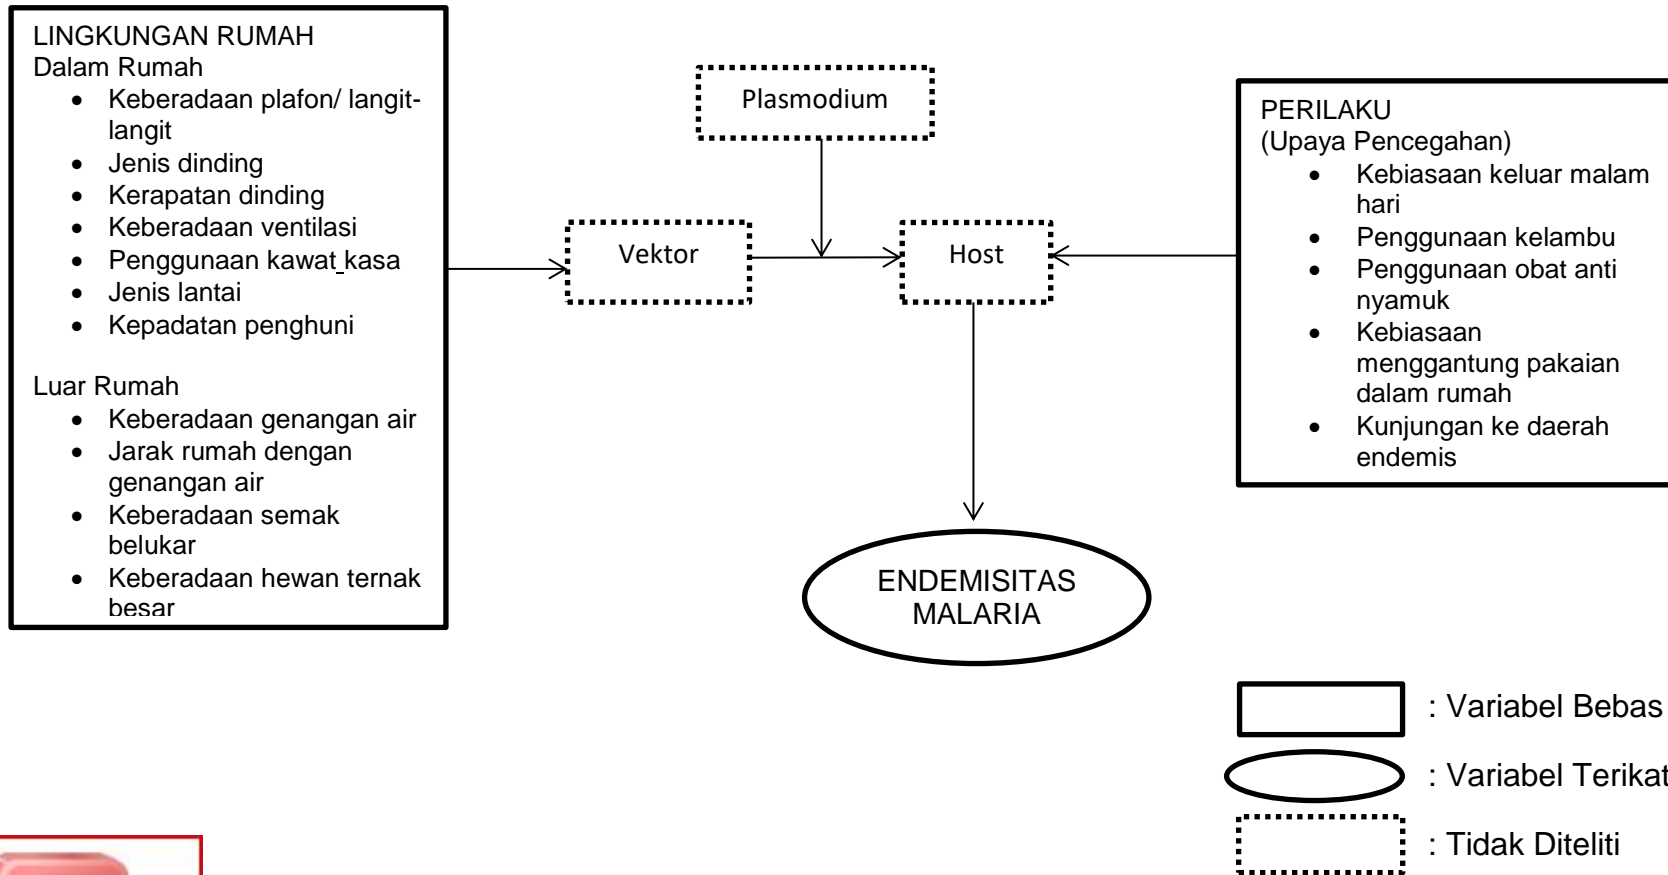 LINGKUNGAN RUMAH
Dalam Rumah
• Keberadaan plafon/ langit-
langit
• Jenis dinding
• Kerapatan dinding
• Keberadaan ventilasi
• Penggunaan kawat kasa
• Jenis lantai
• Kepadatan penghuni
Luar Rumah
• Keberadaan genangan air
• Jarak rumah dengan
genangan air
• Keberadaan semak
belukar
• Keberadaan hewan ternak
besar
Plasmodium
Vektor
Host
PERILAKU
(Upaya Pencegahan)
• Kebiasaan keluar malam
hari
• Penggunaan kelambu
• Penggunaan obat anti
nyamuk
• Kebiasaan
menggantung pakaian
dalam rumah
• Kunjungan ke daerah
endemis
ENDEMISITAS
MALARIA
: Variabel Bebas
: Variabel Terikat
: Tidak Diteliti